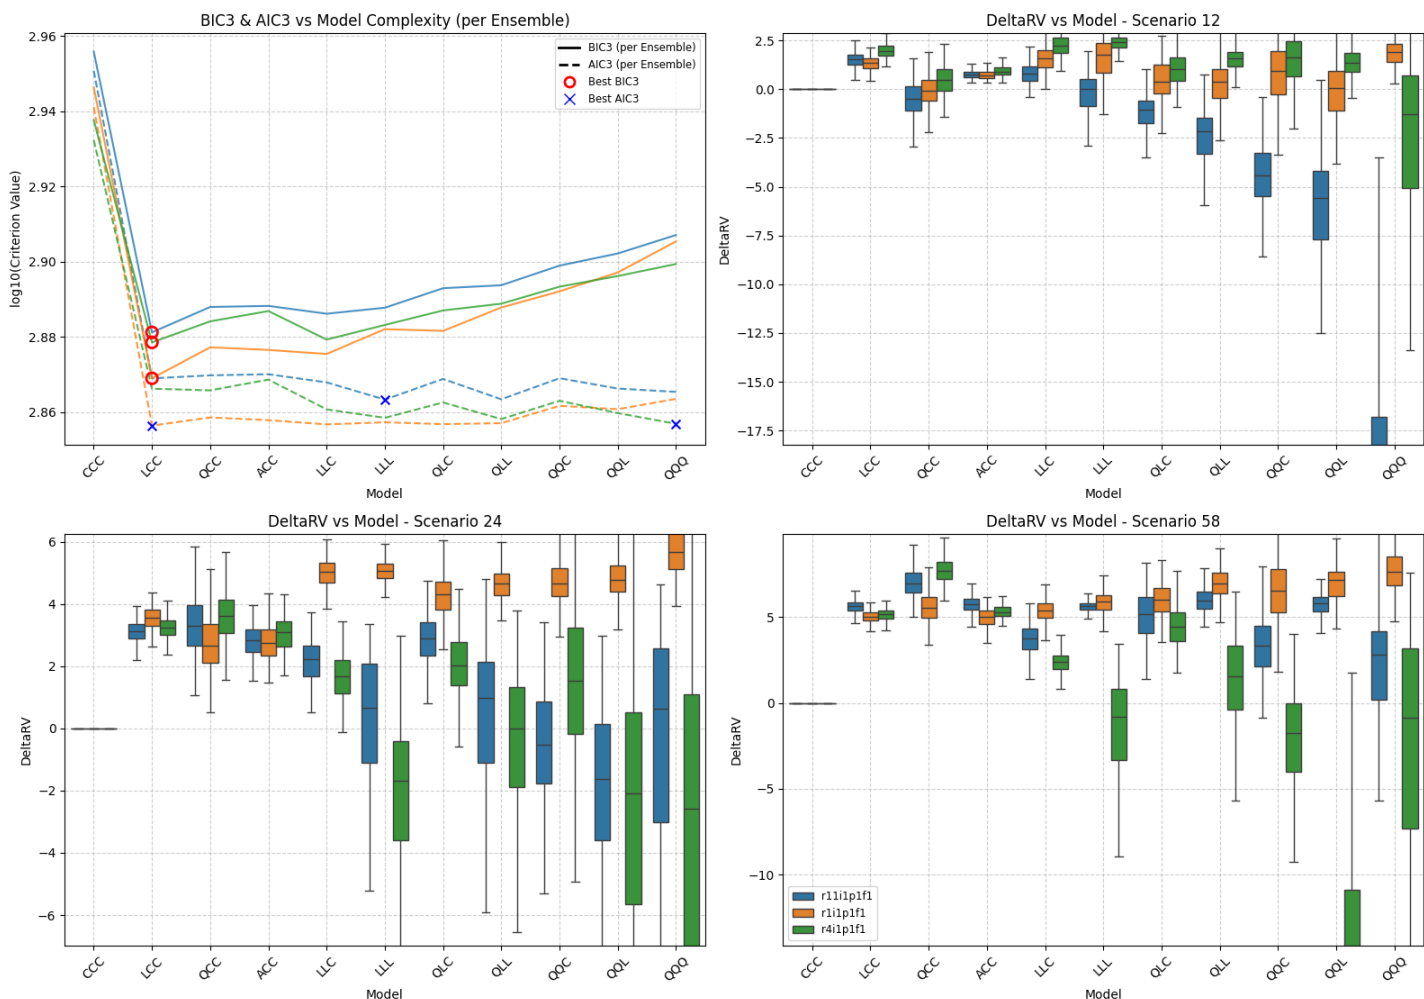 BIC3 & AIC3 vs Model Complexity (per Ensemble)
log10(Criterion Value)
2.96
2.94
2.92
2.90
2.88
2.86
BIC3 (per Ensemble)
AIC3 (per Ensemble)
Best BIC3
Best AIC3
CCC LCC QCC ACC LLC LLL QLC QLL QQC QQL QQQ
Model
DeltaRV vs Model - Scenario 12
DeltaRV
2.5
0.0
−2.5
−5.0
−7.5
−10.0
−12.5
−15.0
−17.5
CCC LCC QCC ACC LLC LLL QLC QLL QQC QQL QQQ
Model
DeltaRV vs Model - Scenario 24
DeltaRV
6
4
2
0
−2
−4
−6
CCC LCC QCC ACC LLC LLL QLC QLL QQC QQL QQQ
Model
DeltaRV vs Model - Scenario 58
DeltaRV
5
0
−5
−10
r11i1p1f1
r1i1p1f1
r4i1p1f1
CCC LCC QCC ACC LLC LLL QLC QLL QQC QQL QQQ
Model